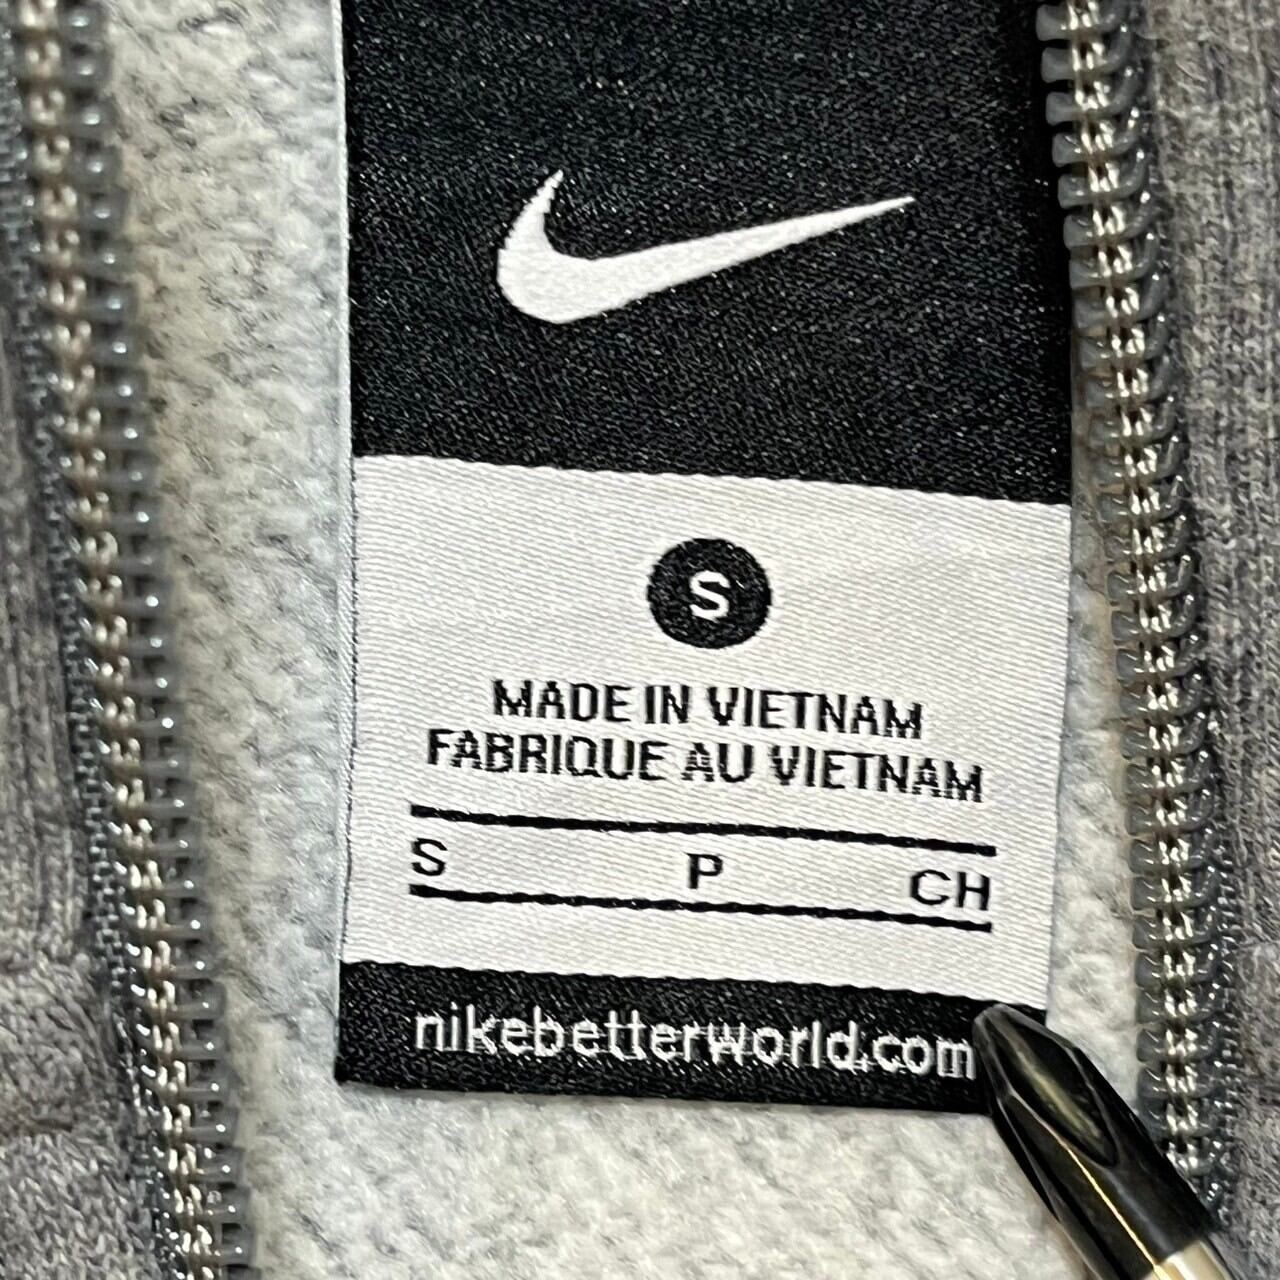 S
MADE IN VIETNAM
FABRIQUE AU VIETNAM
S P CH
nikebetterworld.com